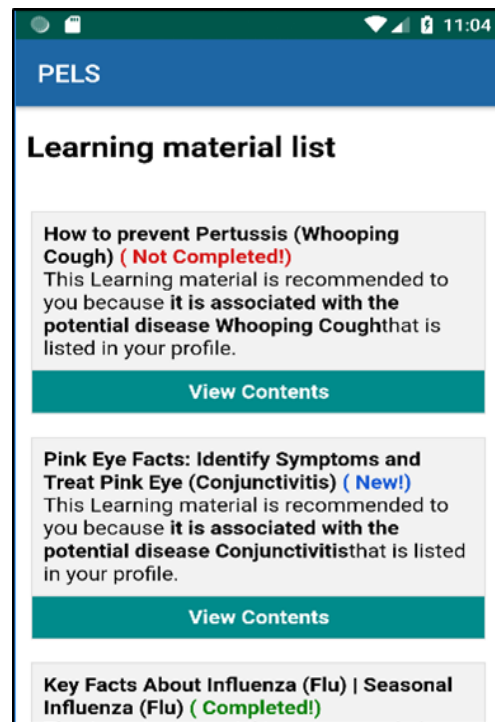 11:04
PELS
Learning material list
How to prevent Pertussis (Whooping
Cough) ( Not Completed!)
This Learning material is recommended to
you because it is associated with the
potential disease Whooping Coughthat is
listed in your profile.
View Contents
Pink Eye Facts: Identify Symptoms and
Treat Pink Eye (Conjunctivitis) ( New!)
This Learning material is recommended to
you because it is associated with the
potential disease Conjunctivitisthat is listed
in your profile.
View Contents
Key Facts About Influenza (Flu) | Seasonal
Influenza (Flu) ( Completed!)